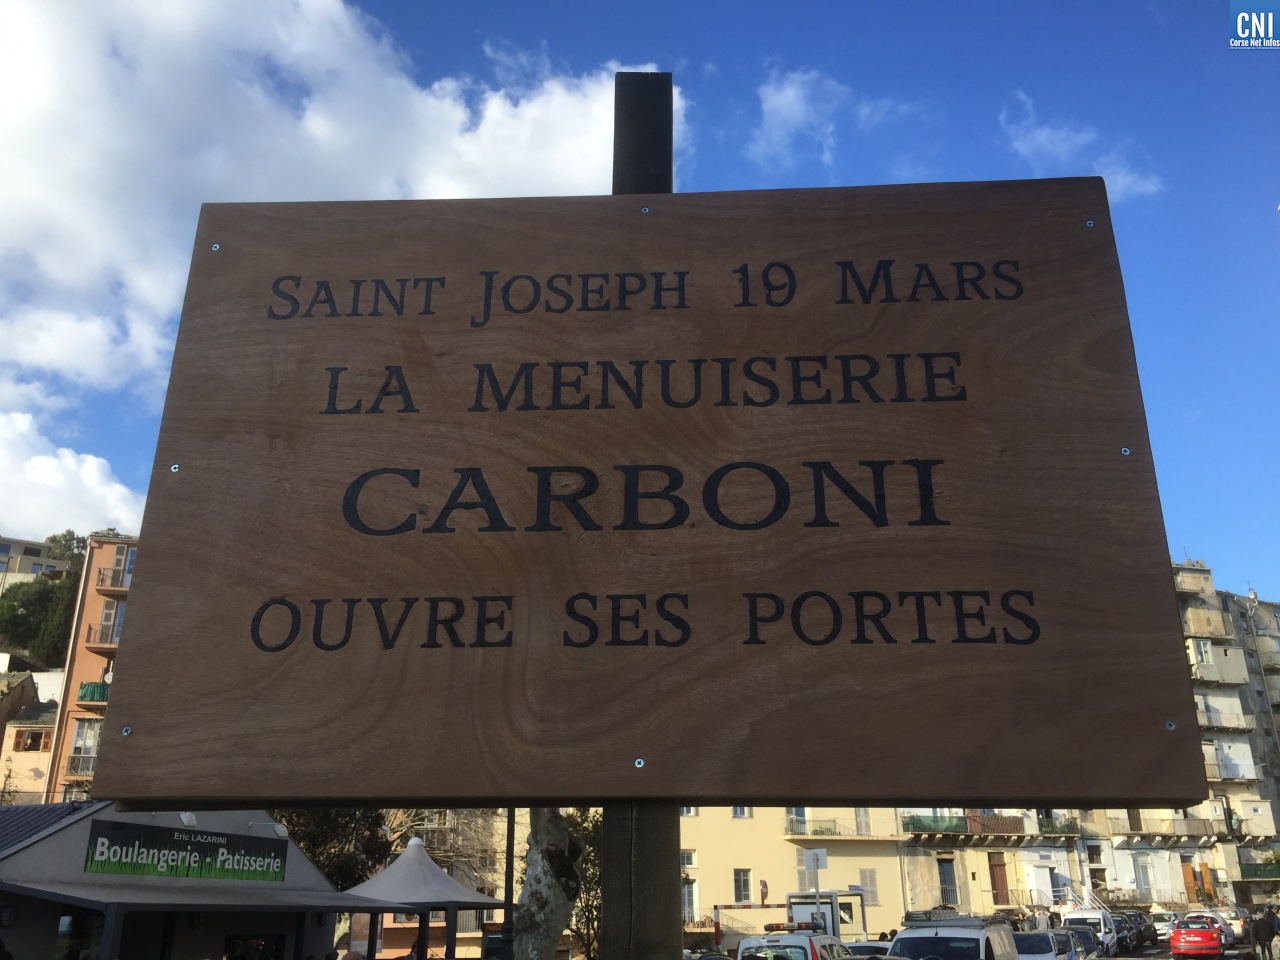 CNI
Corse Net Infos
SAINT JOSEPH 19 MARS
LA MENUISERIE
CARBONI
OUVRE SES PORTES
Eric LAZARINI
Boulangerie - Patisserie